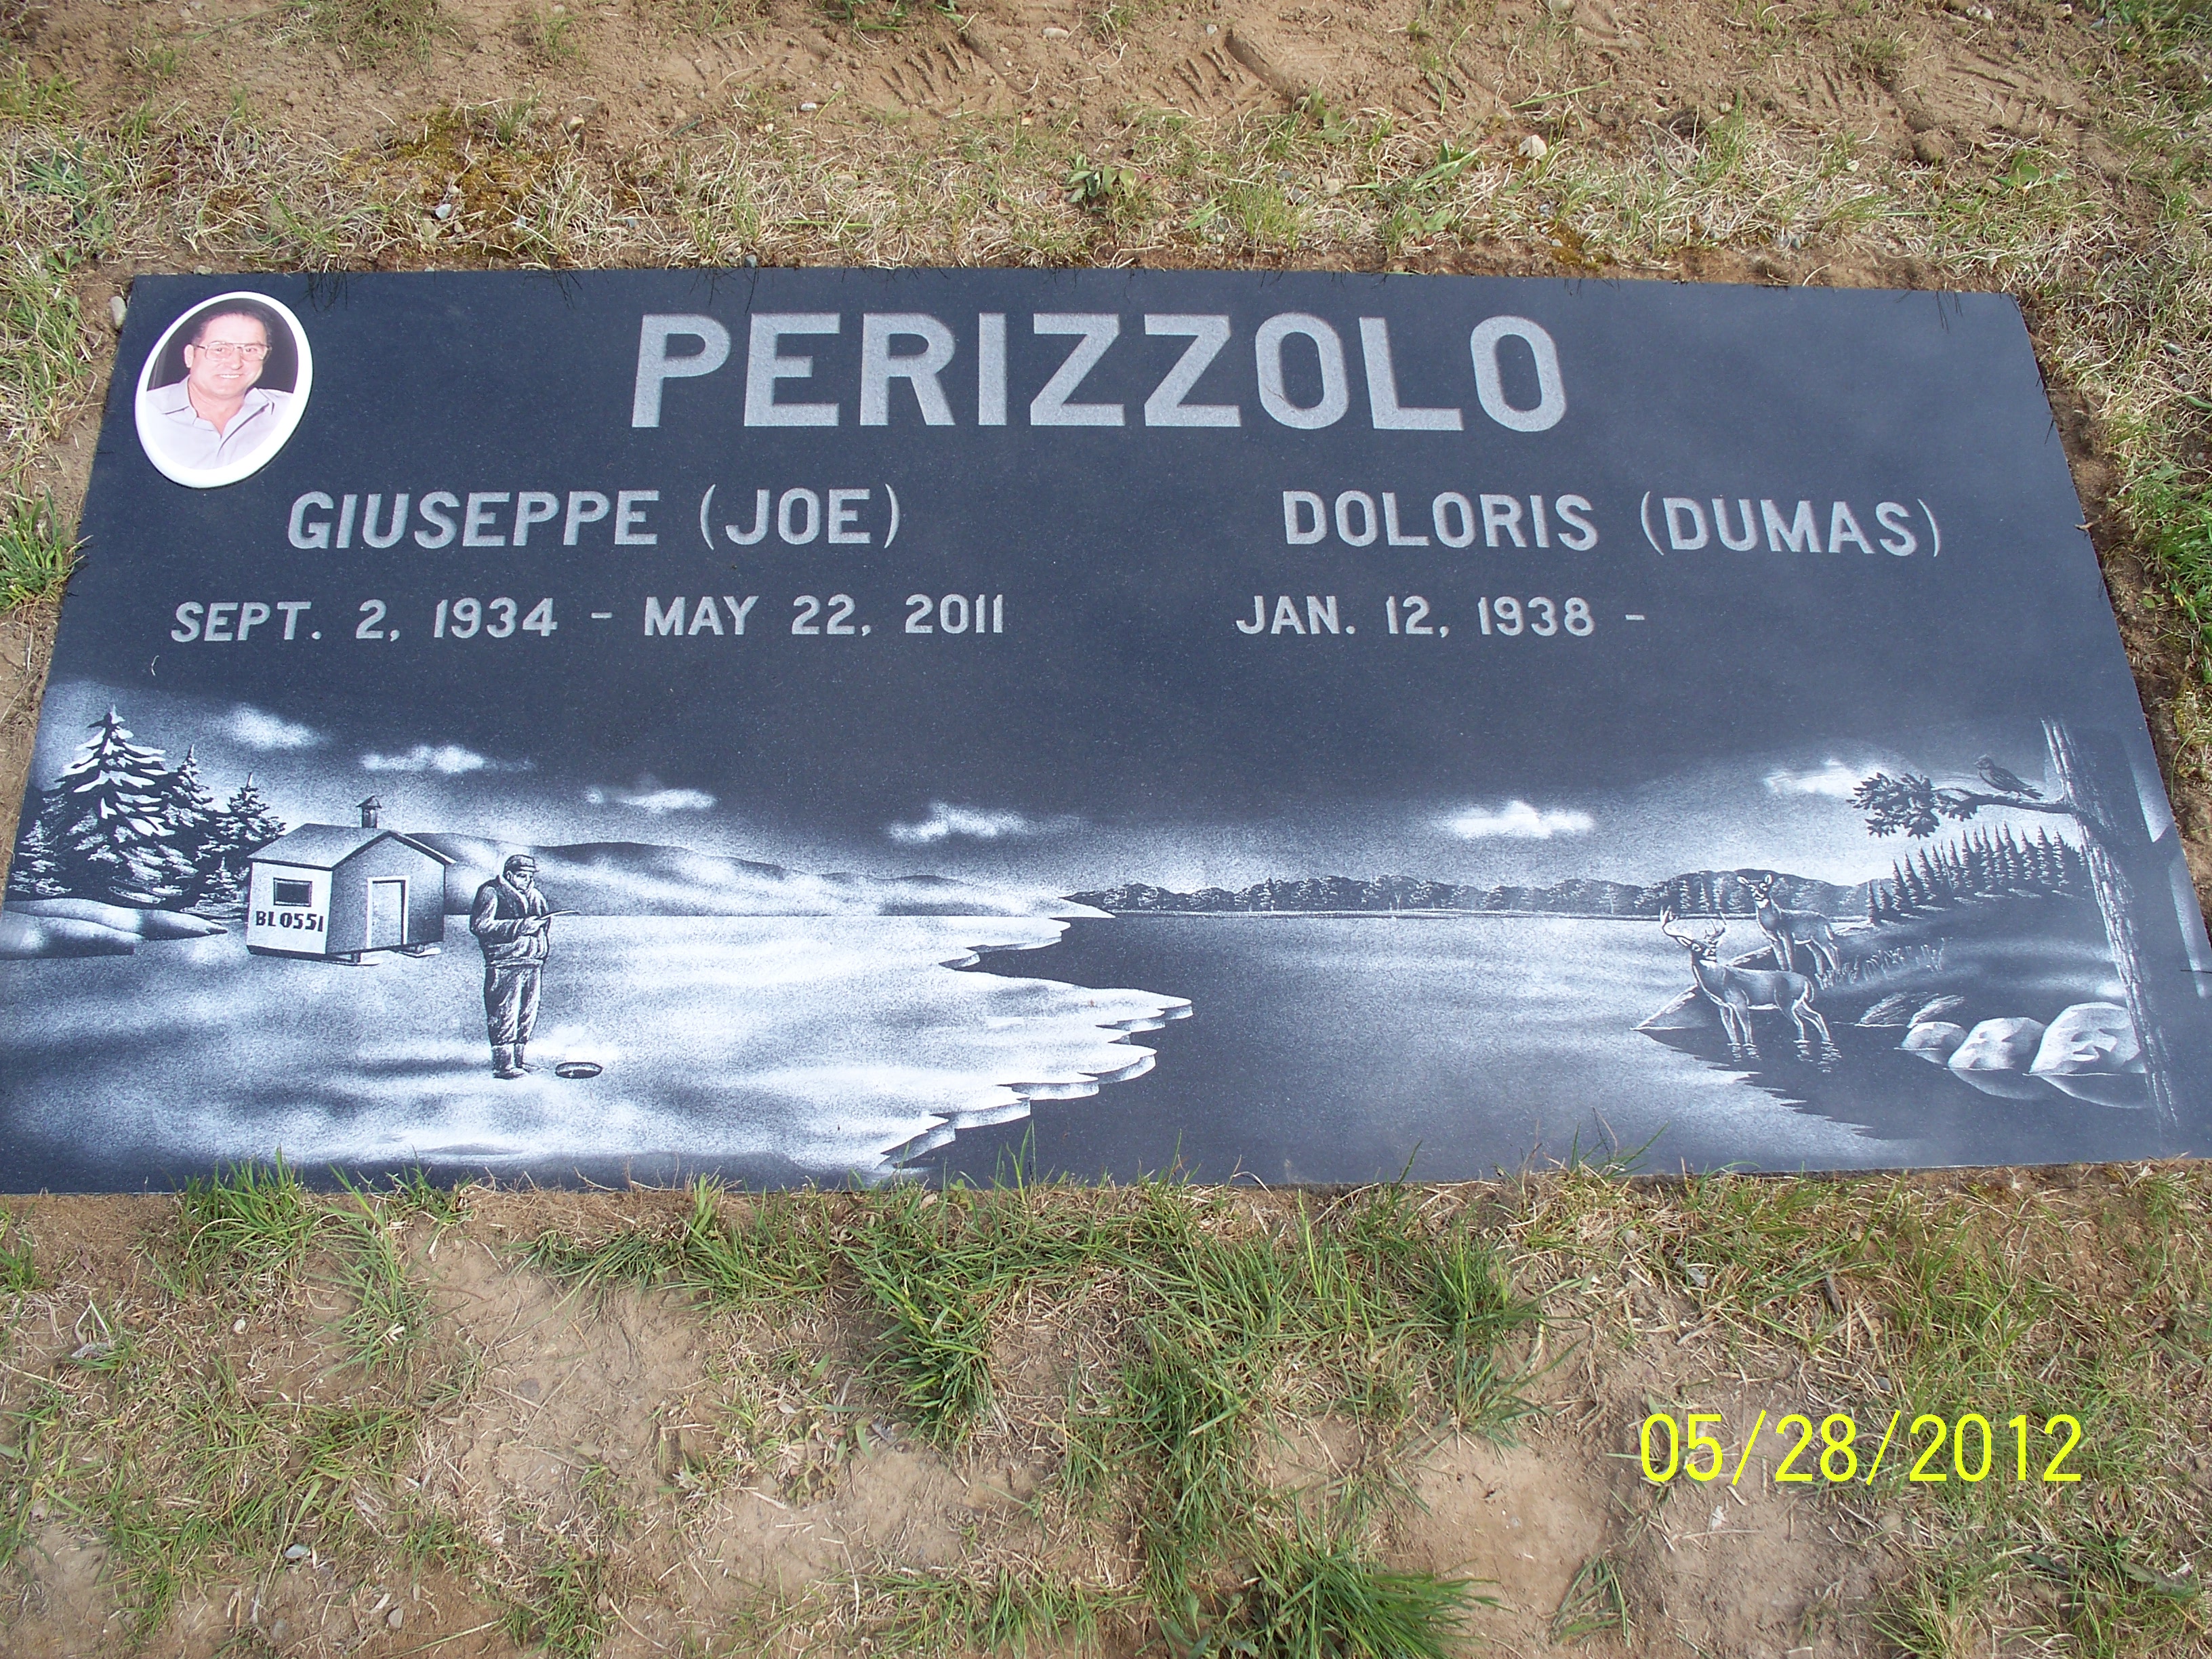 PERIZZOLO
GIUSEPPE (JOE) DOLORIS (DUMAS)
SEPT. 2, 1934 - MAY 22, 2011 JAN. 12, 1938 -
BL0551
05/28/2012